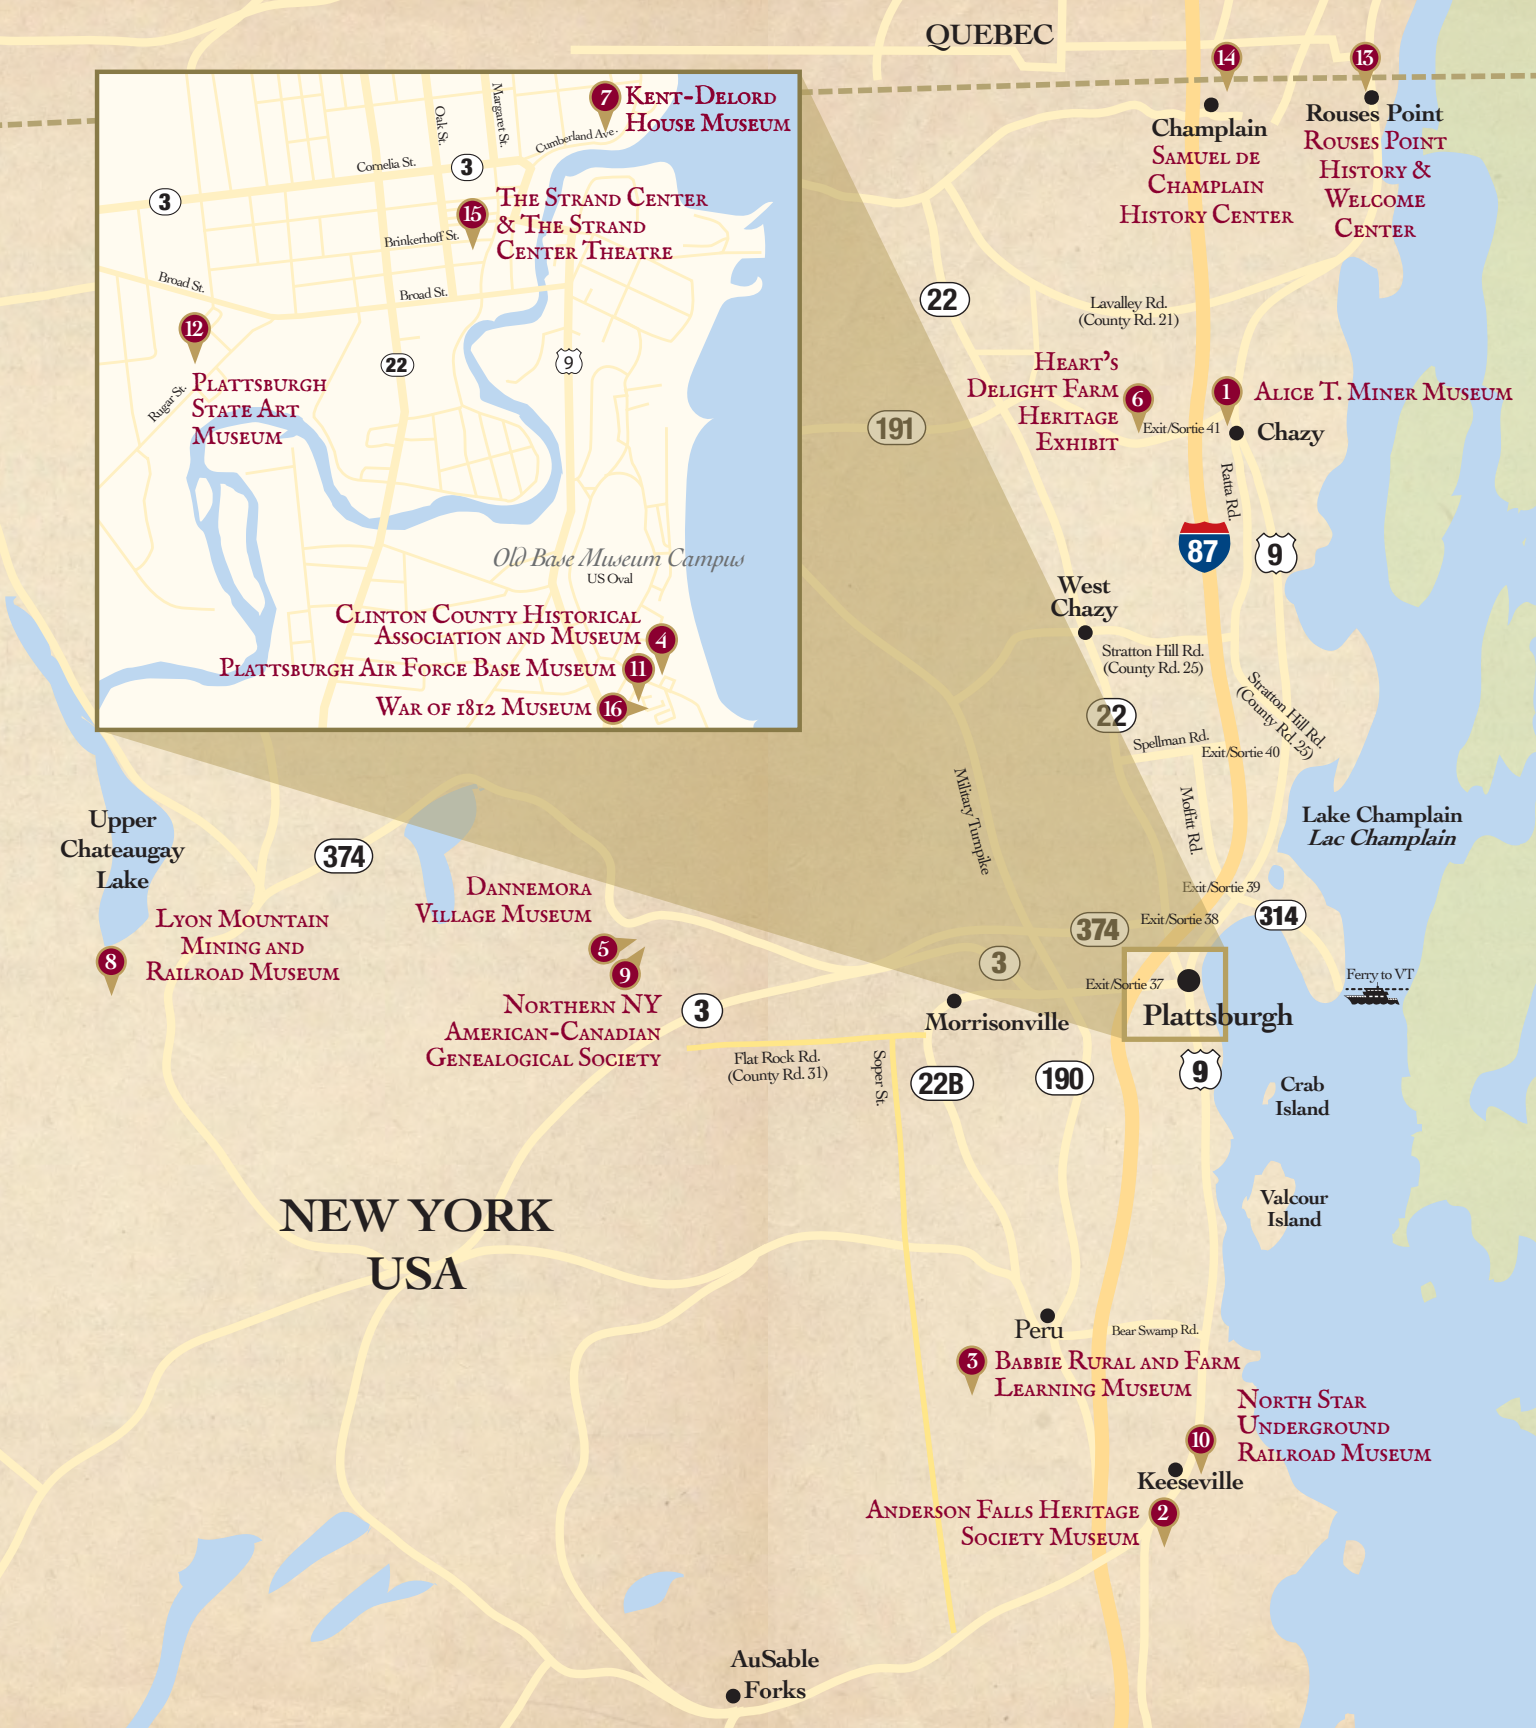 QUEBEC
14
13
Champlain
Samuel de
Champlain
History Center
Rouses Point
Rouses Point
History &
Welcome
Center
7
Kent-Delord
House Museum
Oak St.
Margaret St.
Cumberland Ave.
Cornelia St.
3
3
15
The Strand Center
& The Strand
Center Theatre
Brinkerhoff St.
Broad St.
Broad St.
12
22
9
Rugar St.
Plattsburgh
State Art
Museum
Old Base Museum Campus
US Oval
Clinton County Historical
Association and Museum
4
Plattsburgh Air Force Base Museum
11
War of 1812 Museum
16
22
Lavalley Rd.
(County Rd. 21)
Heart's
Delight Farm
Heritage
Exhibit
6
1
Alice T. Miner Museum
191
Exit/Sortie 41
Chazy
Ratta Rd.
87
9
West
Chazy
Stratton Hill Rd.
(County Rd. 25)
Stratton Hill Rd.
(County Rd. 25)
22
Spellman Rd.
Exit/Sortie 40
Military Turnpike
Moffitt Rd.
Lake Champlain
Lac Champlain
Upper
Chateaugay
Lake
374
Dannemora
Village Museum
Exit/Sortie 39
Lyon Mountain
Mining and
Railroad Museum
8
5
9
374
Exit/Sortie 38
314
3
Exit/Sortie 37
Ferry to VT
Northern NY
American-Canadian
Genealogical Society
3
Morrisonville
Plattsburgh
Flat Rock Rd.
(County Rd. 31)
Soper St.
22B
190
9
Crab
Island
NEW YORK
USA
Valcour
Island
Peru
Bear Swamp Rd.
3
Babbie Rural and Farm
Learning Museum
North Star
Underground
Railroad Museum
10
Keeseville
Anderson Falls Heritage
Society Museum
2
AuSable
Forks